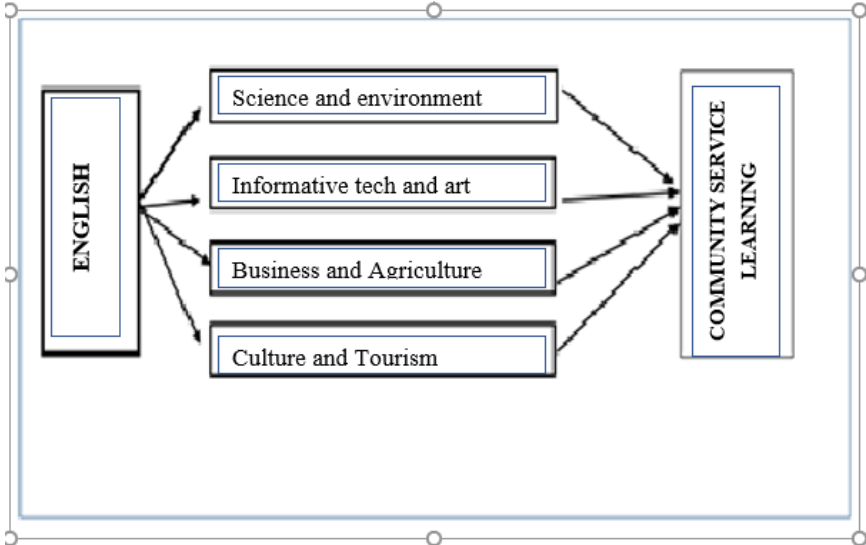 ENGLISH
Science and environment
Informative tech and art
Business and Agriculture
Culture and Tourism
COMMUNITY SERVICE
LEARNING